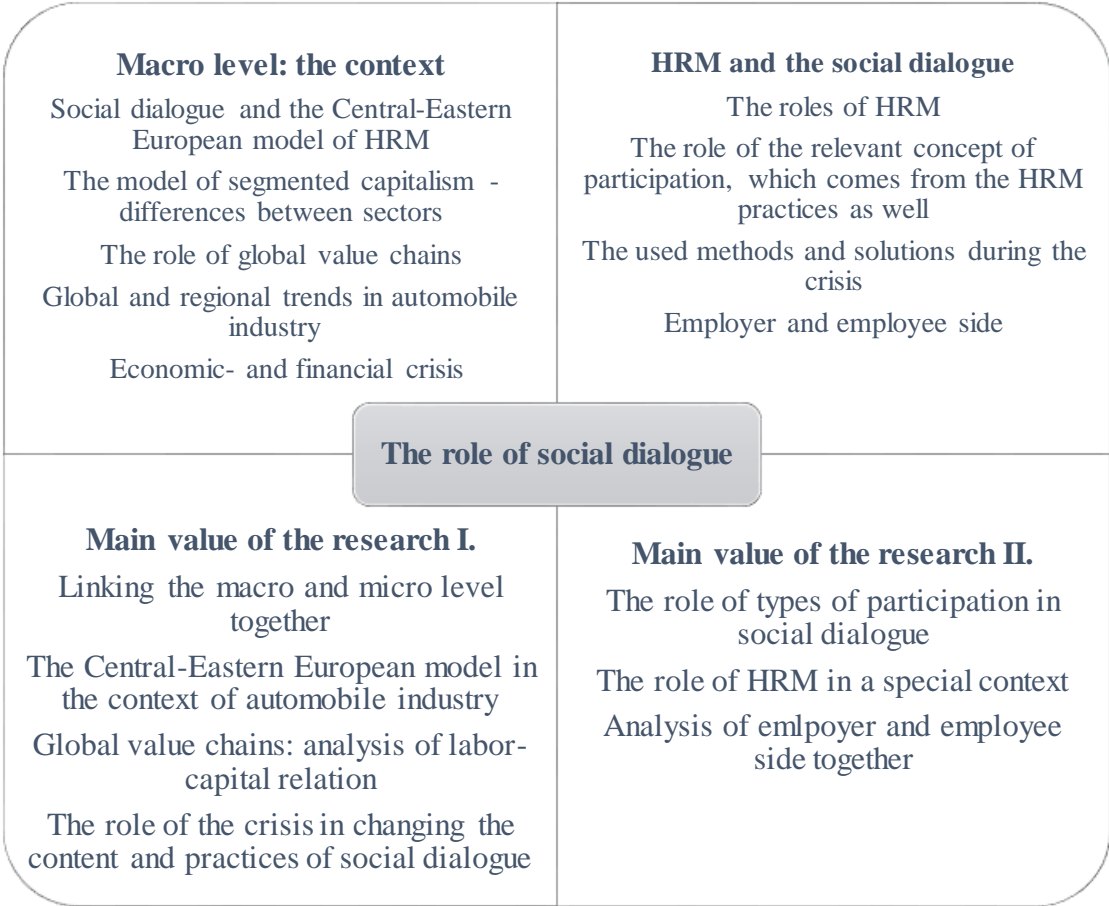 Macro level: the context
Social dialogue and the Central-Eastern
European model of HRM
The model of segmented capitalism -
differences between sectors
The role of global value chains
Global and regional trends in automobile
industry
Economic- and financial crisis
HRM and the social dialogue
The roles of HRM
The role of the relevant concept of
participation, which comes from the HRM
practices as well
The used methods and solutions during the
crisis
Employer and employee side
The role of social dialogue
Main value of the research I.
Linking the macro and micro level
together
The Central-Eastern European model in
the context of automobile industry
Global value chains: analysis of labor-
capital relation
The role of the crisis in changing the
content and practices of social dialogue
Main value of the research II.
The role of types of participation in
social dialogue
The role of HRM in a special context
Analysis of emlpoyer and employee
side together